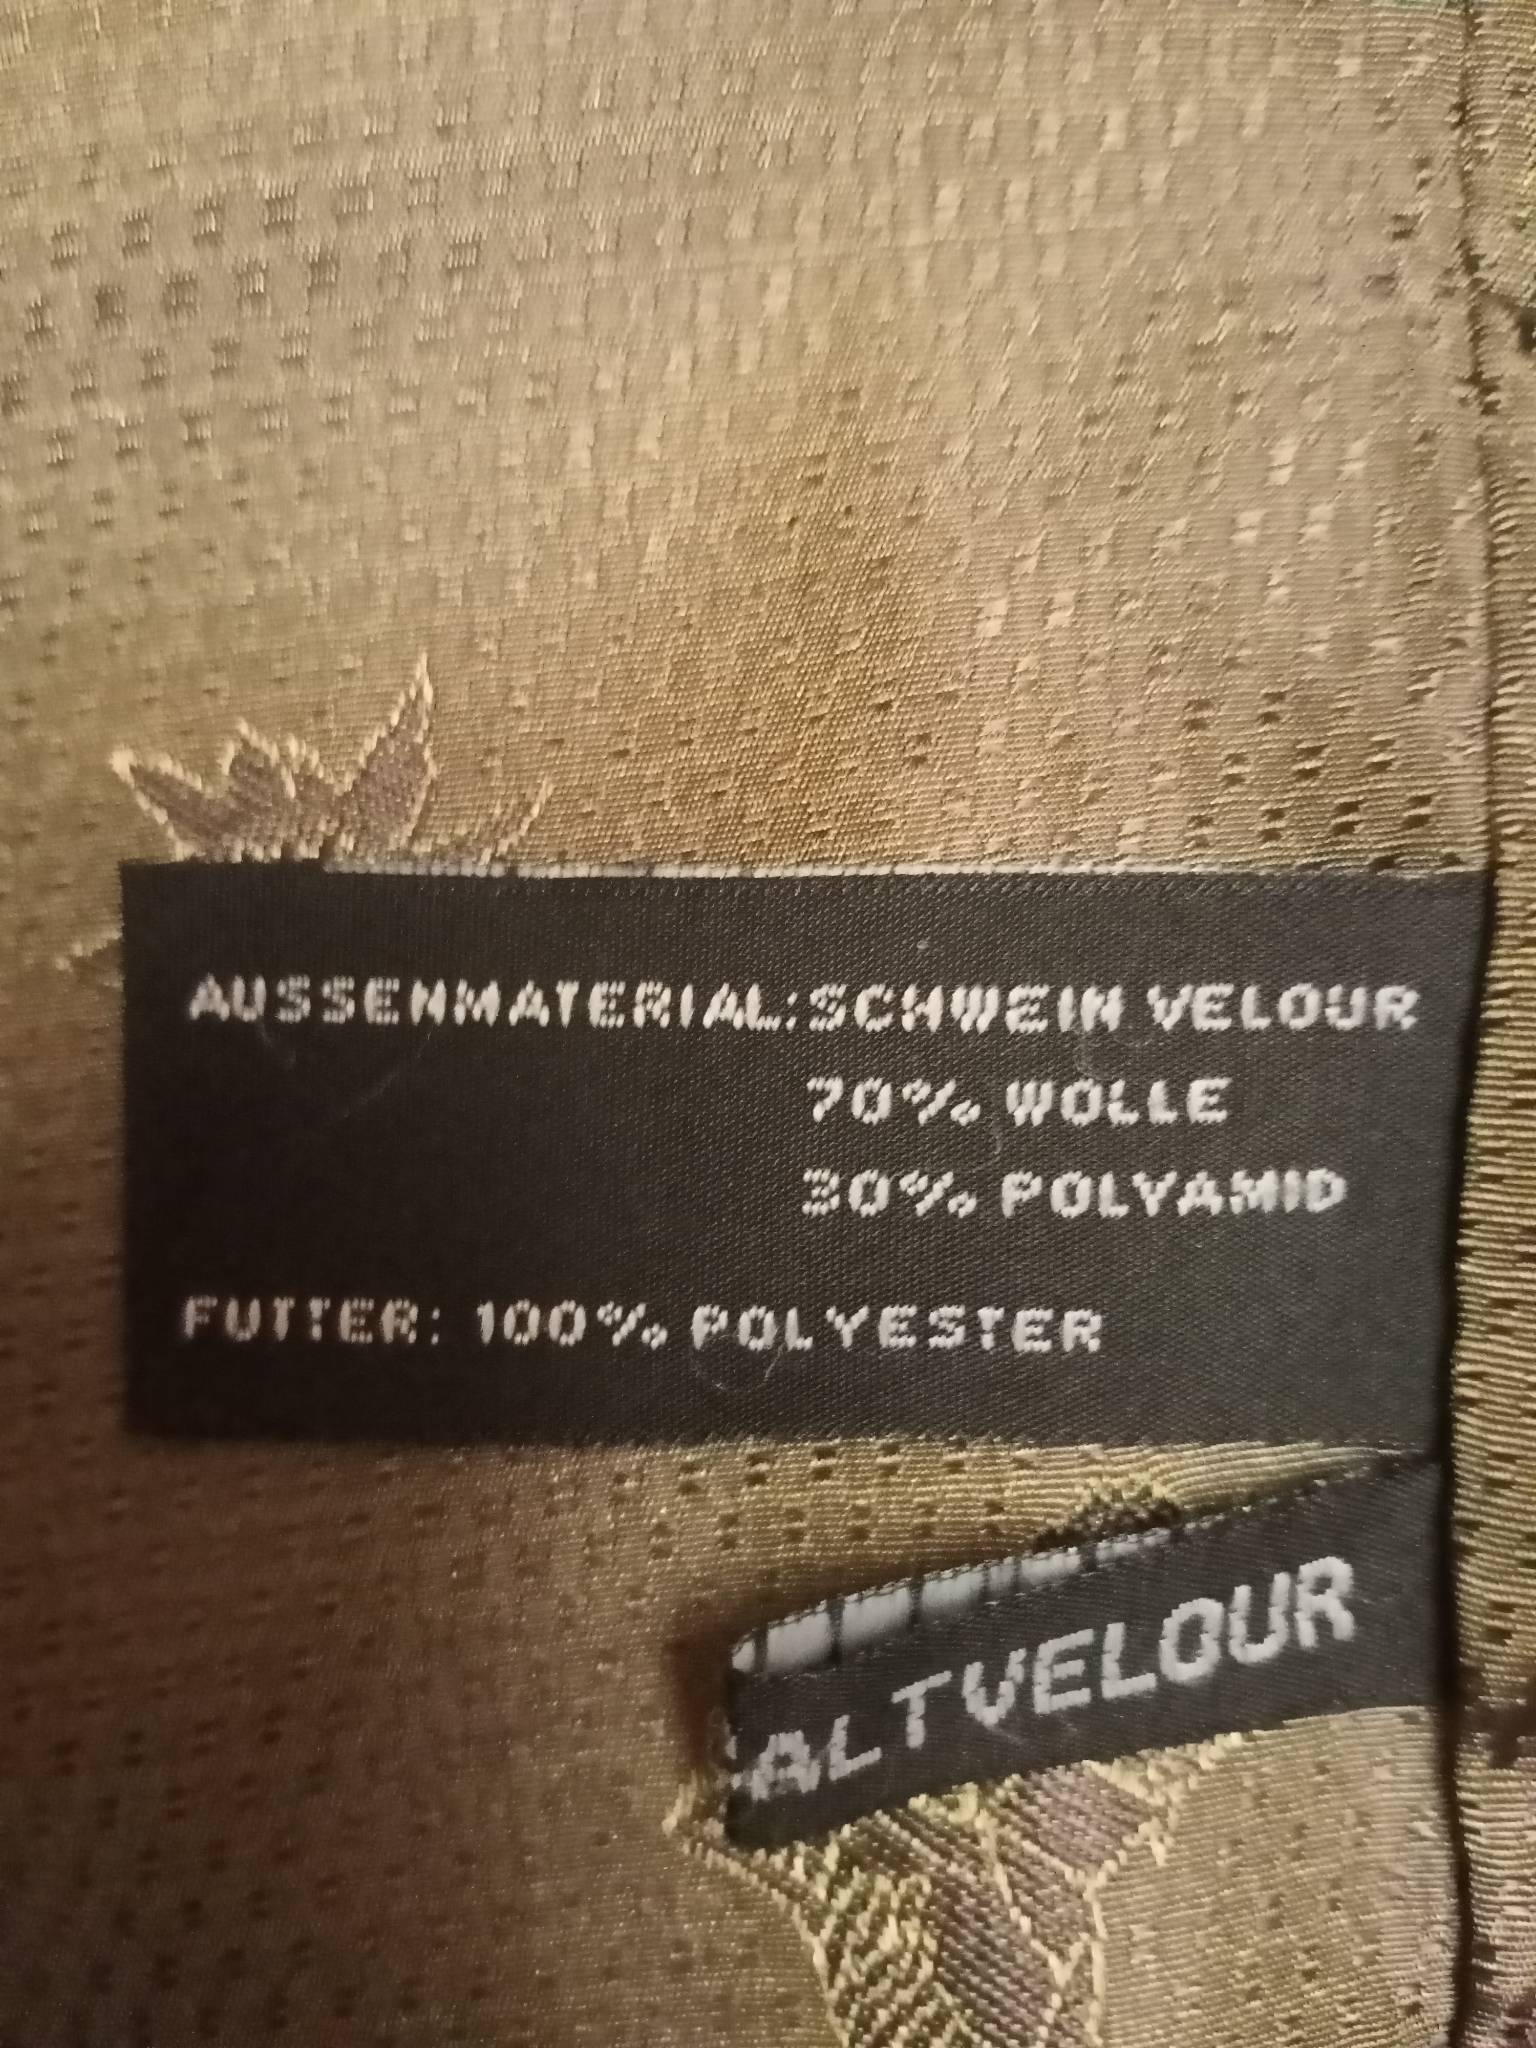 AUSSENMATERIAL:SCHWEIN VELOUR
70% WOLLE
30% POLYAMID
FUTTER: 100% POLYESTER
ALTVELOUR